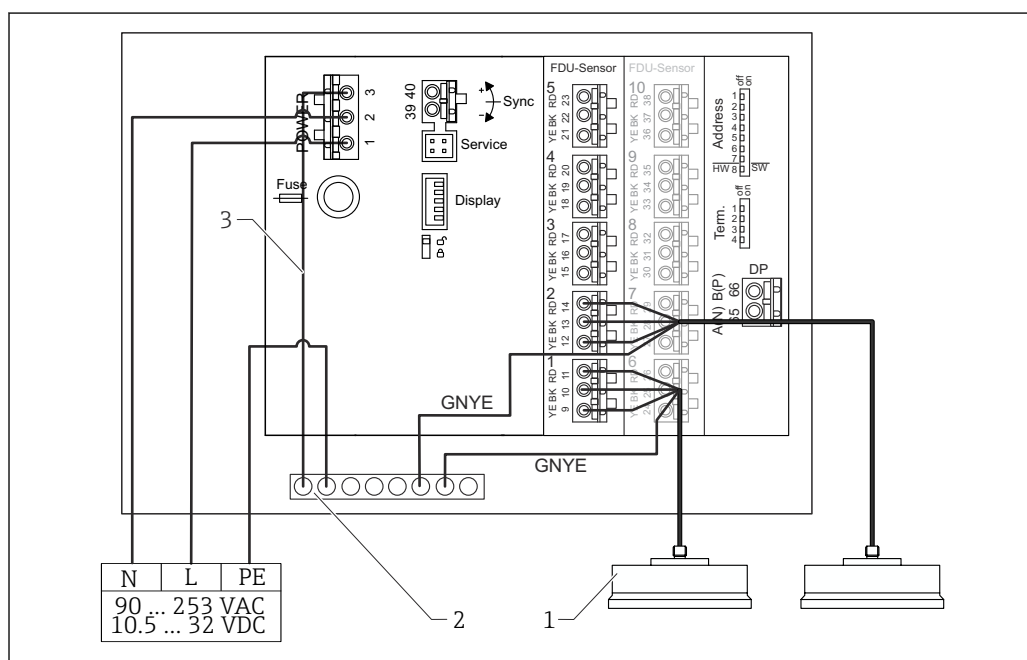 FDU-Sensor
FDU-Sensor
POWER
3
2
1
39 40
+
-
Sync
Service
Fuse
Display
5
YE BK RD
21 22 23
4
YE BK RD
18 19 20
3
YE BK RD
15 16 17
2
YE BK RD
12 13 14
1
YE BK RD
9 10 11
10
YE BK RD
36 37 38
9
YE BK RD
33 34 35
8
YE BK RD
30 31 32
7
6
off
on
Address
1
2
3
4
5
6
7
HW 8
SW
off
on
Term.
1
2
3
4
DP
A(N) B(P)
65 66
3
GNYE
GNYE
N L PE
90 ... 253 VAC
10.5 ... 32 VDC
2
1
A0046368